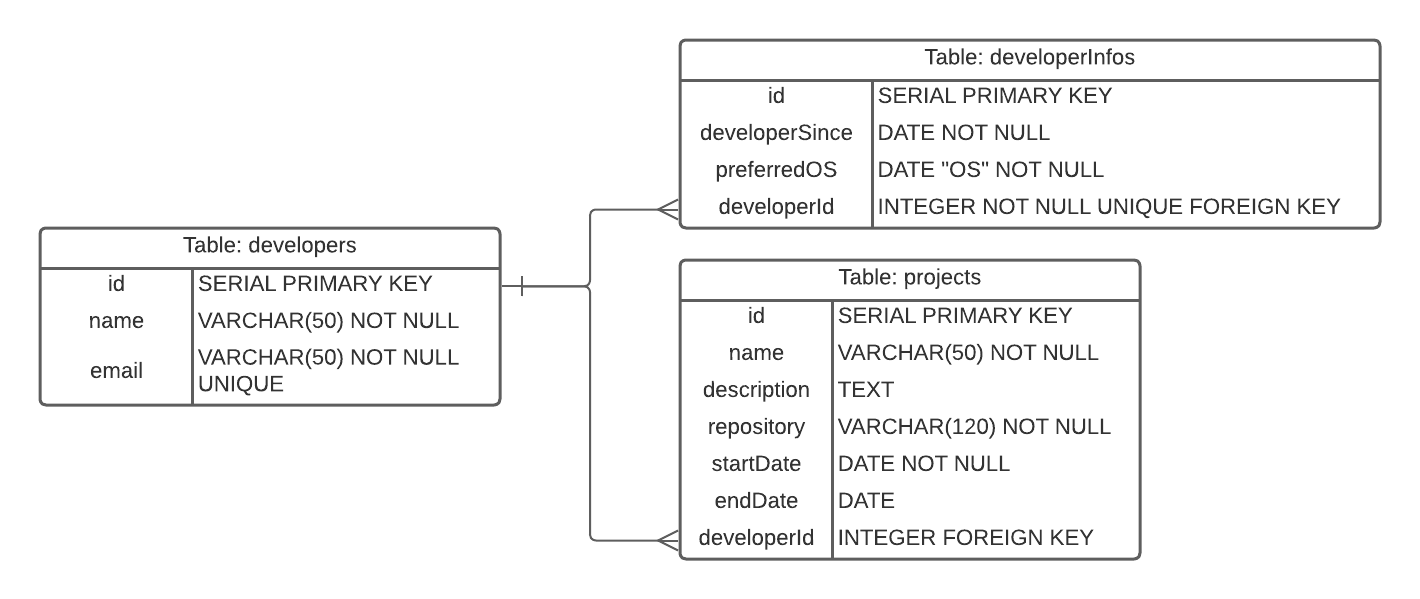 Table: developerInfos
id SERIAL PRIMARY KEY
developerSince DATE NOT NULL
preferredOS DATE "OS" NOT NULL
developerId INTEGER NOT NULL UNIQUE FOREIGN KEY
Table: developers
id SERIAL PRIMARY KEY
name VARCHAR(50) NOT NULL
email VARCHAR(50) NOT NULL
UNIQUE
Table: projects
id SERIAL PRIMARY KEY
name VARCHAR(50) NOT NULL
description TEXT
repository VARCHAR(120) NOT NULL
startDate DATE NOT NULL
endDate DATE
developerId INTEGER FOREIGN KEY